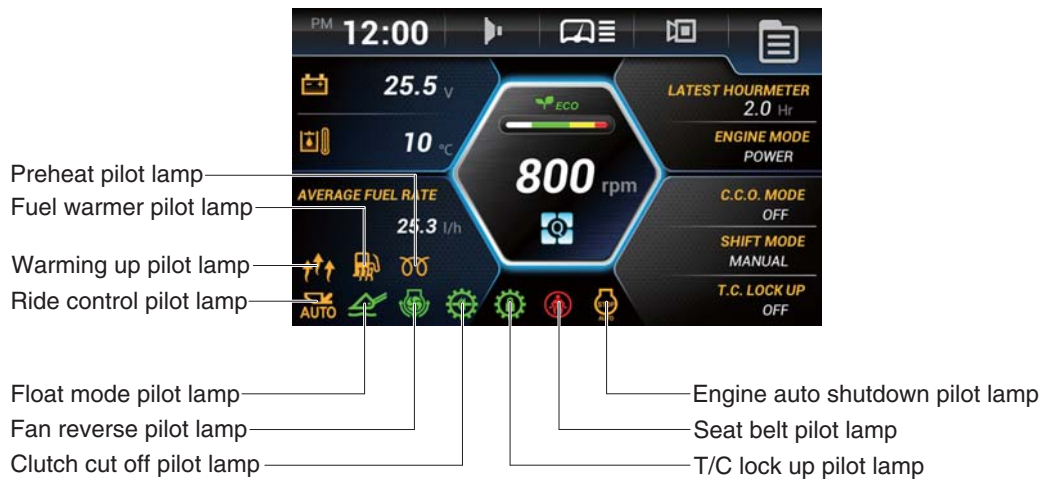 PM 12:00
25.5 V
10 °C
AVERAGE FUEL RATE
25.3 l/h
AUTO
ECO
800 rpm
Q
LATEST HOURMETER
2.0 Hr
ENGINE MODE
POWER
C.C.O. MODE
OFF
SHIFT MODE
MANUAL
T.C. LOCK UP
OFF
Preheat pilot lamp
Fuel warmer pilot lamp
Warming up pilot lamp
Ride control pilot lamp
Float mode pilot lamp
Fan reverse pilot lamp
Clutch cut off pilot lamp
Engine auto shutdown pilot lamp
Seat belt pilot lamp
T/C lock up pilot lamp